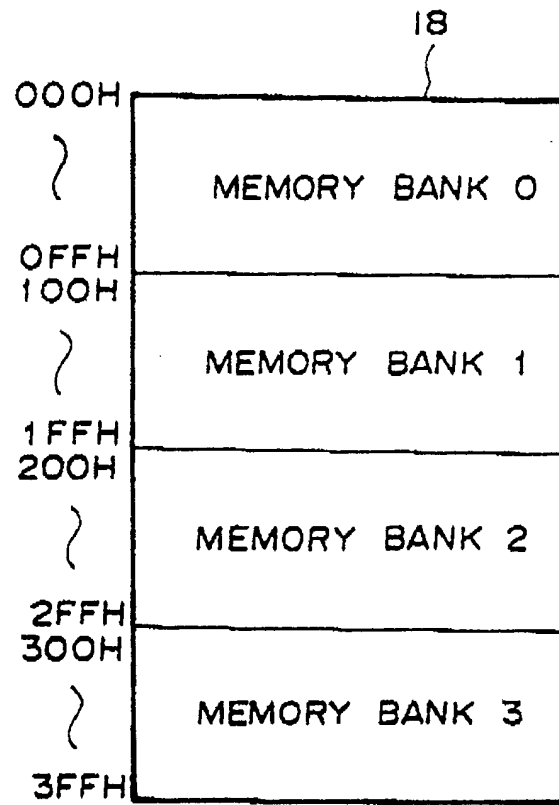 18
000H
MEMORY BANK 0
0FFH
100H
MEMORY BANK 1
1FFH
200H
MEMORY BANK 2
2FFH
300H
MEMORY BANK 3
3FFH